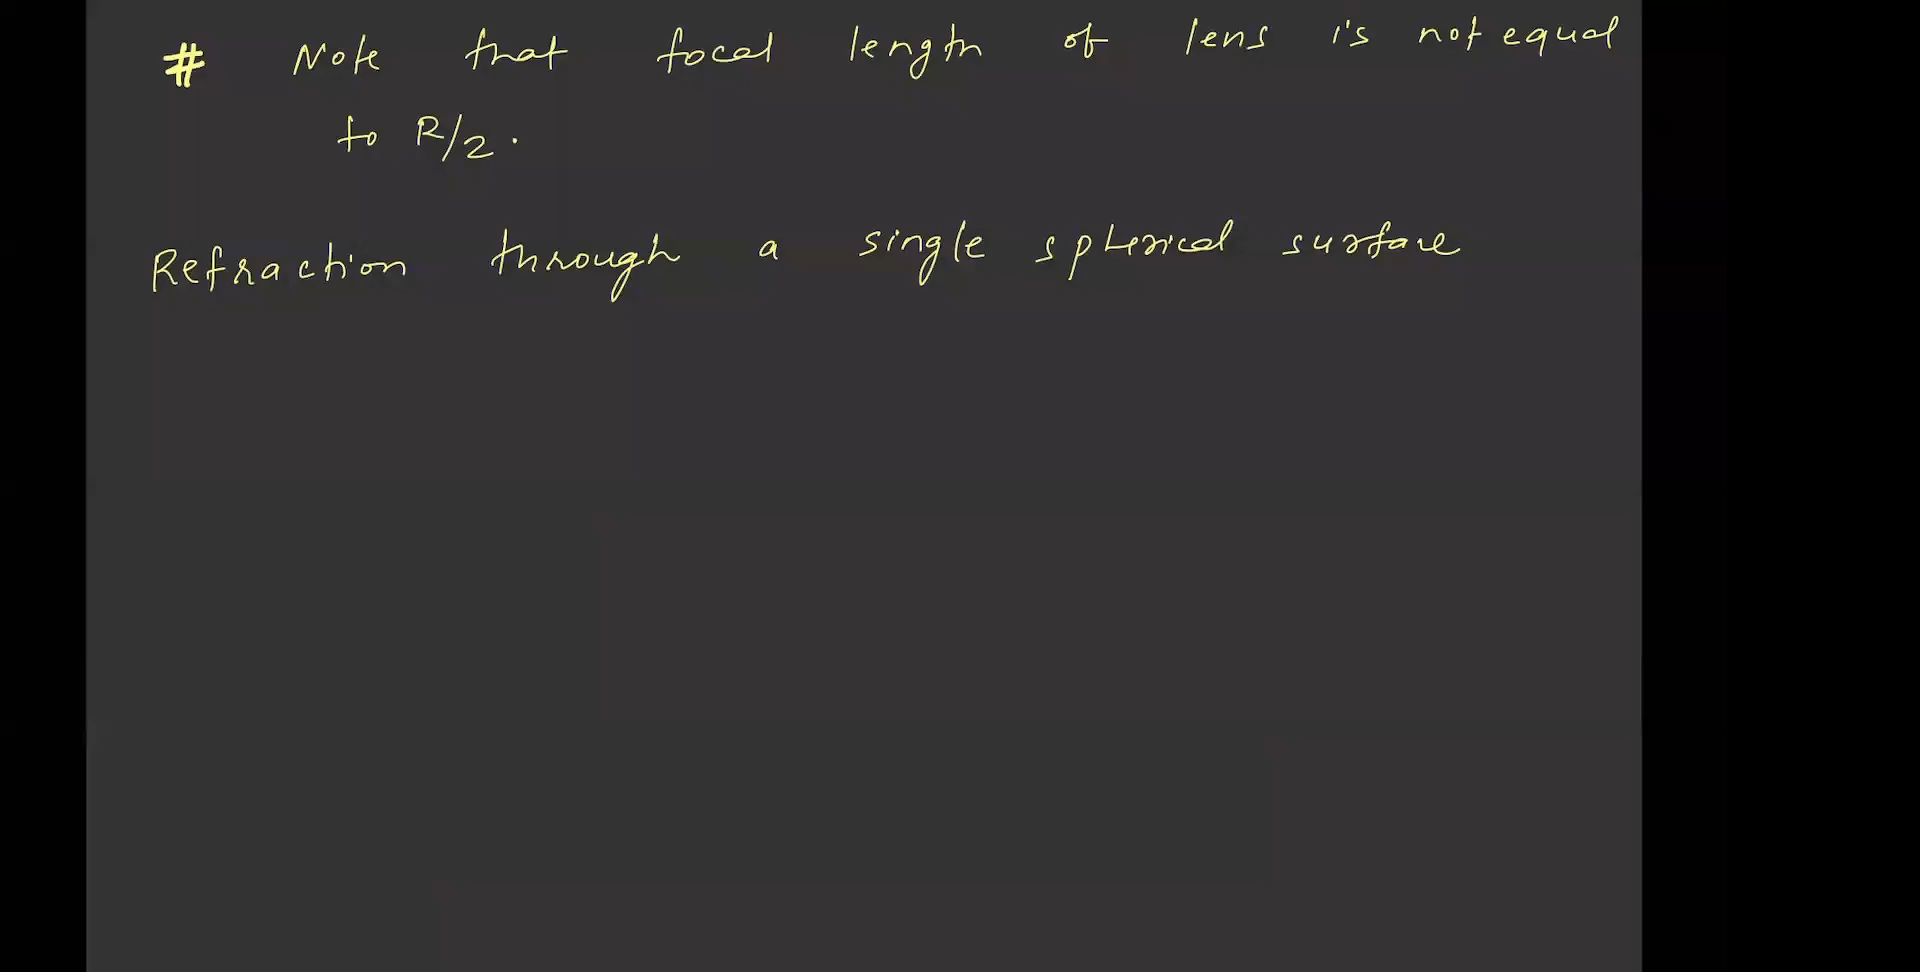 # Note that focal length of lens is not equal
to R/2.
Refraction through a single spherical surface